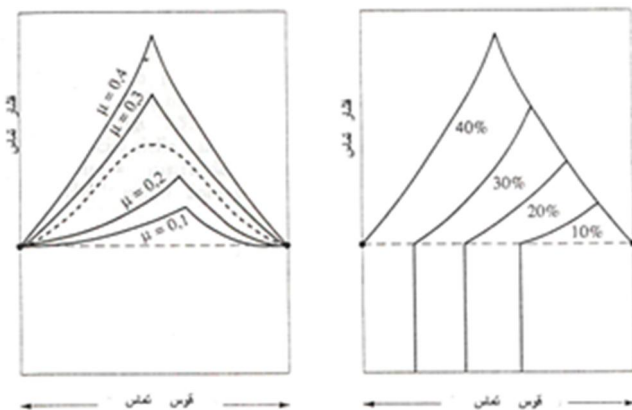 فشار تماس
μ = 0,4
μ = 0,3
μ = 0,2
μ = 0,1
قوس تماس
فشار تماس
40%
30%
20%
10%
قوس تماس